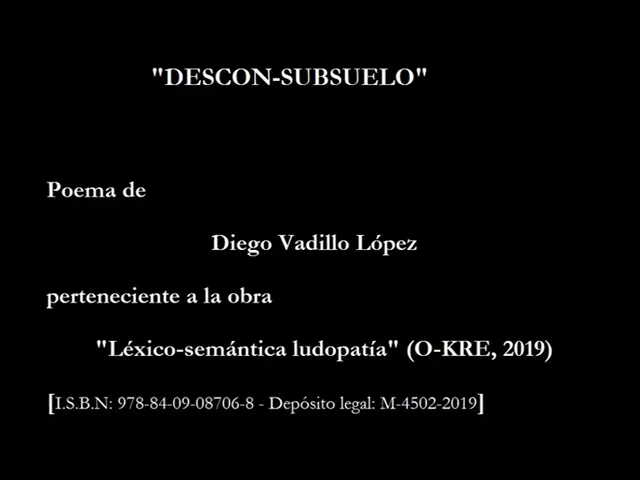 "DESCON-SUBSUELO"
Poema de
Diego Vadillo López
perteneciente a la obra
"Léxico-semántica ludopatía" (O-KRE, 2019)
[I.S.B.N: 978-84-09-08706-8 - Depósito legal: M-4502-2019]